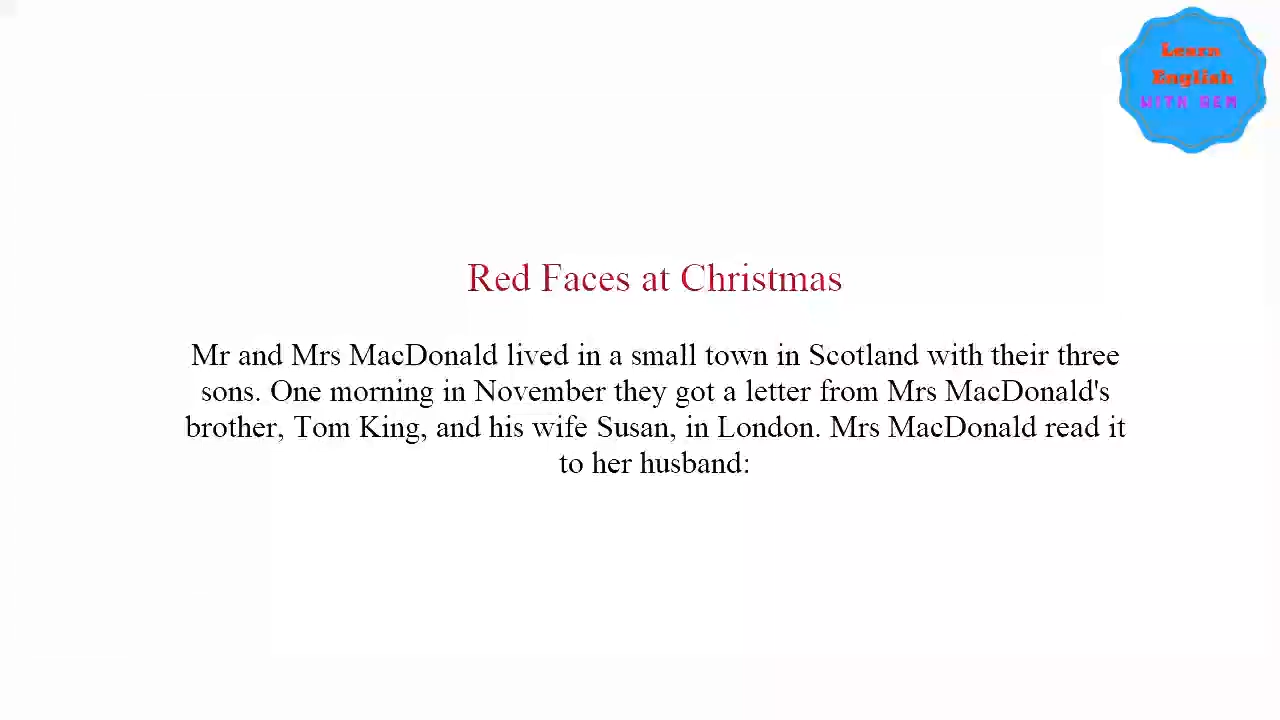 Learn
English
WITH BEN
Red Faces at Christmas
Mr and Mrs MacDonald lived in a small town in Scotland with their three
sons. One morning in November they got a letter from Mrs MacDonald's
brother, Tom King, and his wife Susan, in London. Mrs MacDonald read it
to her husband: